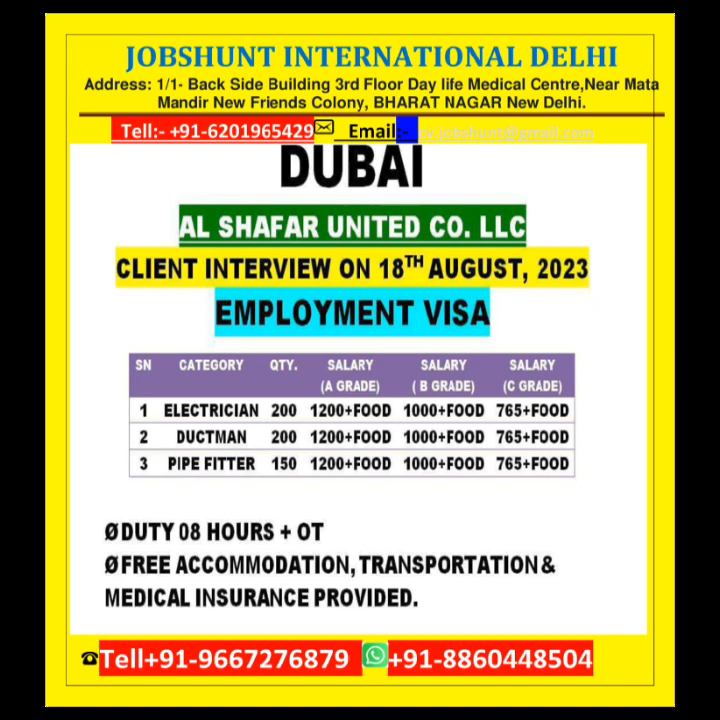 JOBSHUNT INTERNATIONAL DELHI
Address: 1/1- Back Side Building 3rd Floor Day life Medical Centre,Near Mata
Mandir New Friends Colony, BHARAT NAGAR New Delhi.
Tell:- +91-6201965429 Email:- cv.jobshunt@gmail.com
DUBAI
AL SHAFAR UNITED CO. LLC
CLIENT INTERVIEW ON 18TH AUGUST, 2023
EMPLOYMENT VISA
SN CATEGORY QTY. SALARY SALARY SALARY
(A GRADE) ( B GRADE) (C GRADE)
1 ELECTRICIAN 200 1200+FOOD 1000+FOOD 765+FOOD
2 DUCTMAN 200 1200+FOOD 1000+FOOD 765+FOOD
3 PIPE FITTER 150 1200+FOOD 1000+FOOD 765+FOOD
ØDUTY 08 HOURS + OT
ØFREE ACCOMMODATION, TRANSPORTATION &
MEDICAL INSURANCE PROVIDED.
Tell+91-9667276879 +91-8860448504